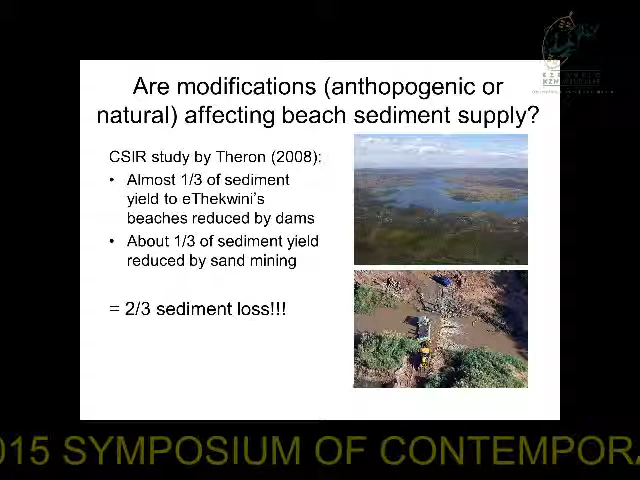 Are modifications (anthopogenic or
natural) affecting beach sediment supply?
CSIR study by Theron (2008):
• Almost 1/3 of sediment
yield to eThekwini's
beaches reduced by dams
• About 1/3 of sediment yield
reduced by sand mining
= 2/3 sediment loss!!!
015 SYMPOSIUM OF CONTEMPORA